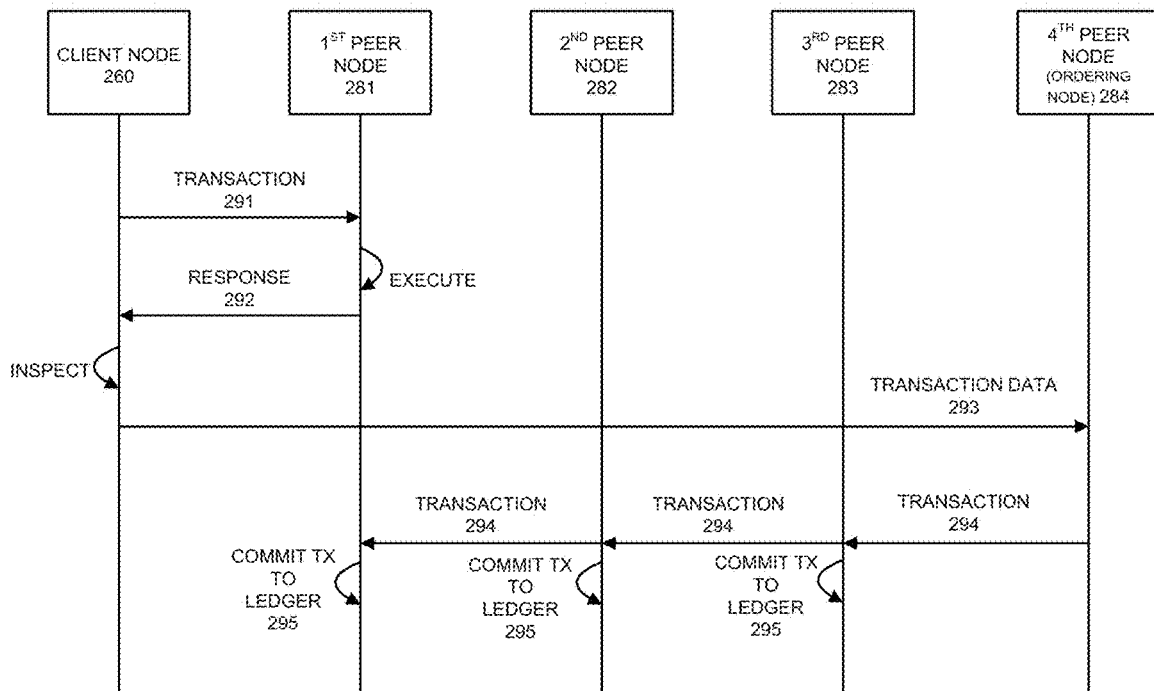 CLIENT NODE
260
1ST PEER
NODE
281
2ND PEER
NODE
282
3RD PEER
NODE
283
4TH PEER
NODE
(ORDERING
NODE) 284
TRANSACTION
291
EXECUTE
RESPONSE
292
INSPECT
TRANSACTION DATA
293
TRANSACTION
294
TRANSACTION
294
TRANSACTION
294
COMMIT TX
TO
LEDGER
295
COMMIT TX
TO
LEDGER
295
COMMIT TX
TO
LEDGER
295